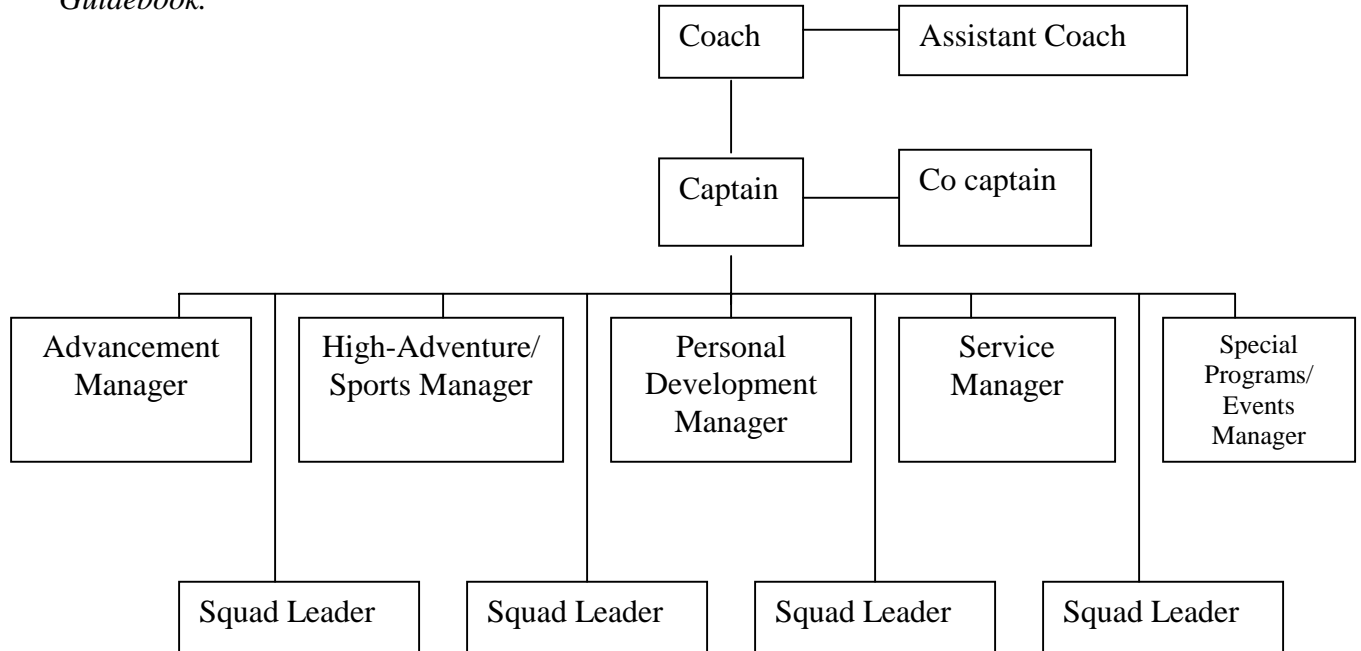 Guidebook.
Coach
Assistant Coach
Captain
Co captain
Advancement
Manager
High-Adventure/
Sports Manager
Personal
Development
Manager
Service
Manager
Special
Programs/
Events
Manager
Squad Leader
Squad Leader
Squad Leader
Squad Leader